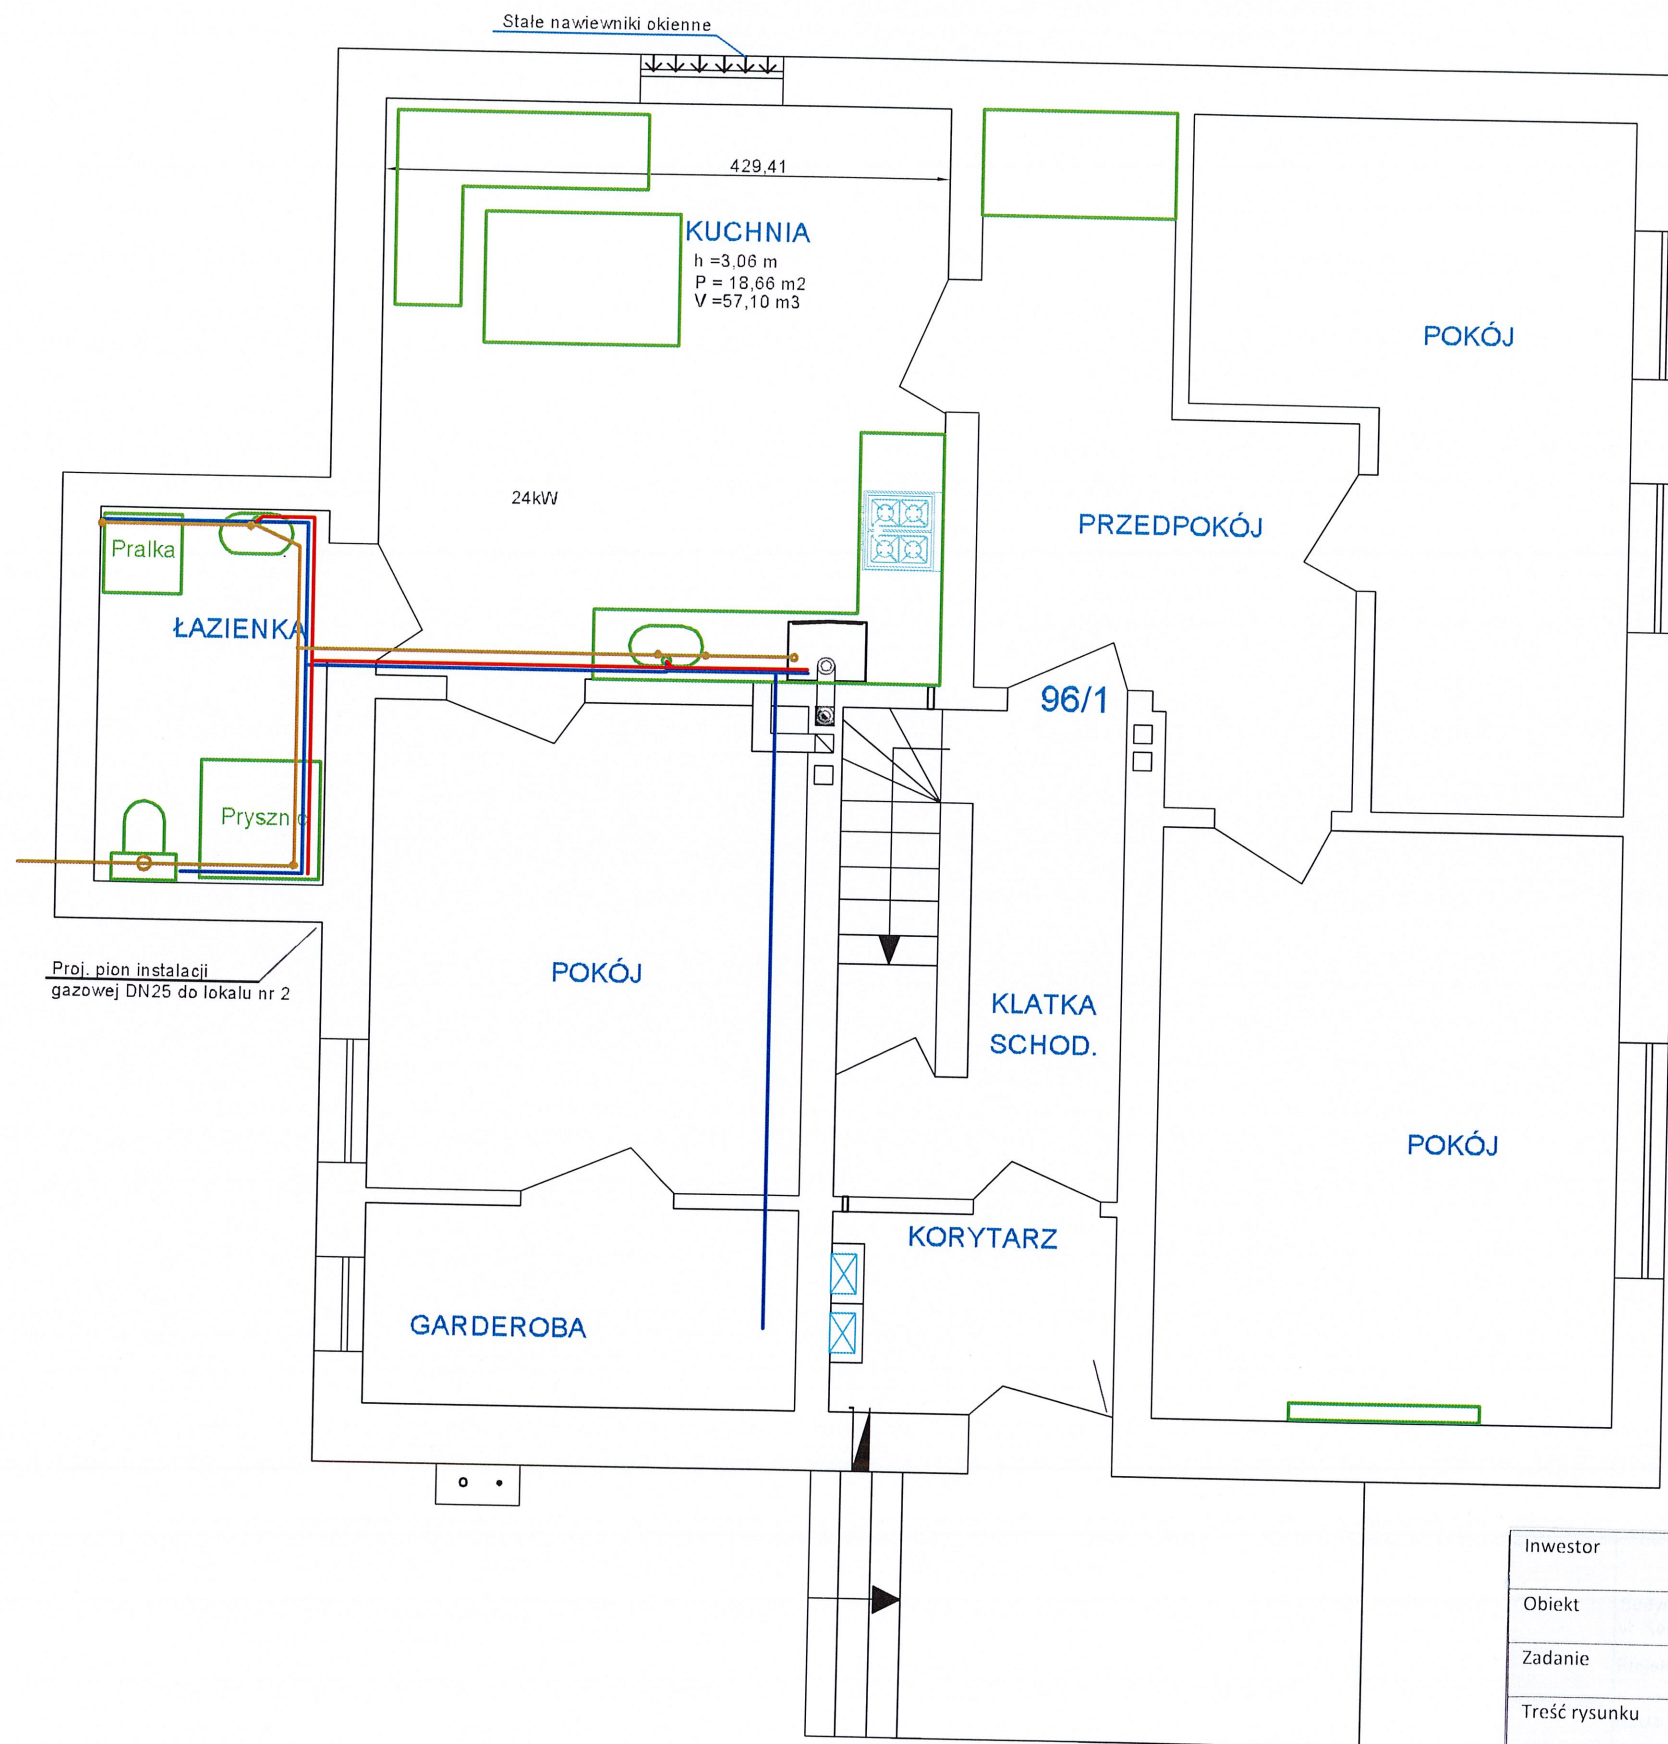 Stałe nawiewniki okienne
429,41
KUCHNIA
h =3,06 m
P = 18,66 m2
V =57,10 m3
POKÓJ
24kW
PRZEDPOKÓJ
Pralka
ŁAZIENKA
96/1
Prysznic
Proj. pion instalacji
gazowej DN25 do lokalu nr 2
POKÓJ
KLATKA
SCHOD.
POKÓJ
KORYTARZ
GARDEROBA
Inwestor
Obiekt
Zadanie
Treść rysunku